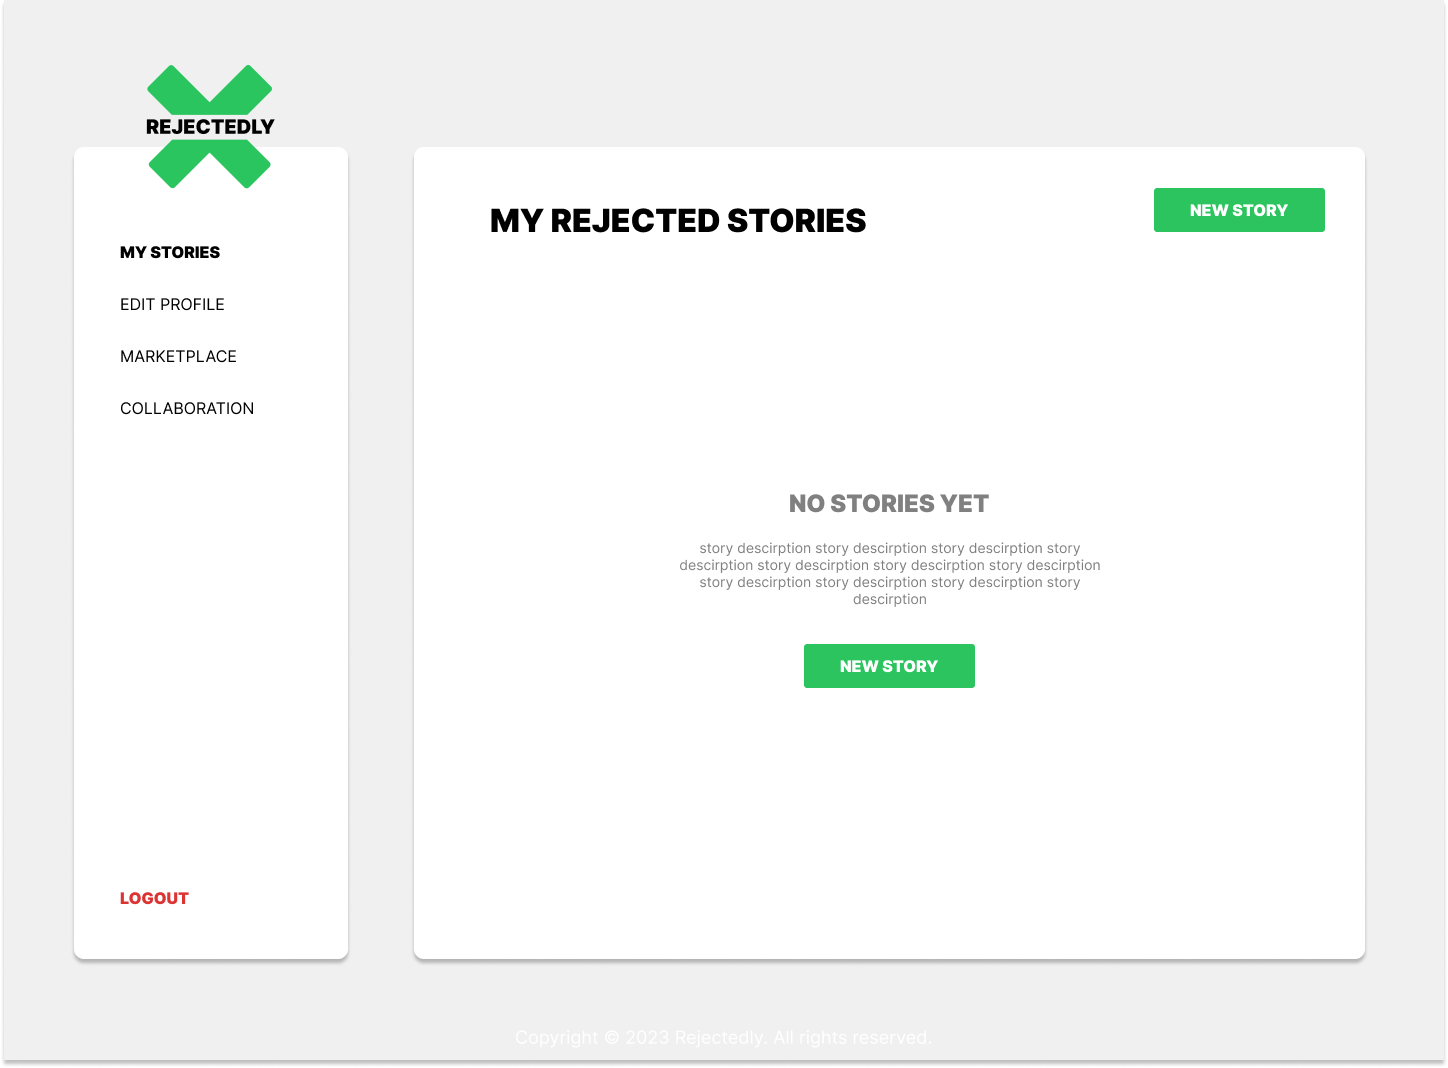 REJECTEDLY
MY STORIES
EDIT PROFILE
MARKETPLACE
COLLABORATION
LOGOUT
MY REJECTED STORIES
NEW STORY
NO STORIES YET
story descirption story descirption story descirption story
descirption story descirption story descirption story descirption
story descirption story descirption story descirption story
descirption
NEW STORY
Copyright © 2023 Rejectedly. All rights reserved.